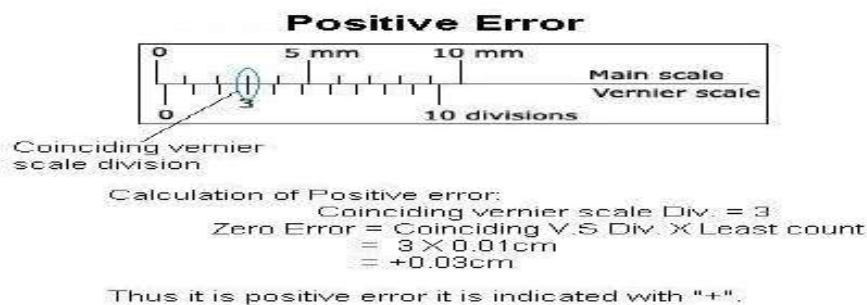 Positive Error
0 5 mm 10 mm
Main scale
Vernier scale
0 3 10 divisions
Coinciding vernier
scale division
Calculation of Positive error:
Coinciding vernier scale Div. = 3
Zero Error = Coinciding V.S Div. X Least count
= 3 X 0.01cm
= +0.03cm
Thus it is positive error it is indicated with "+".